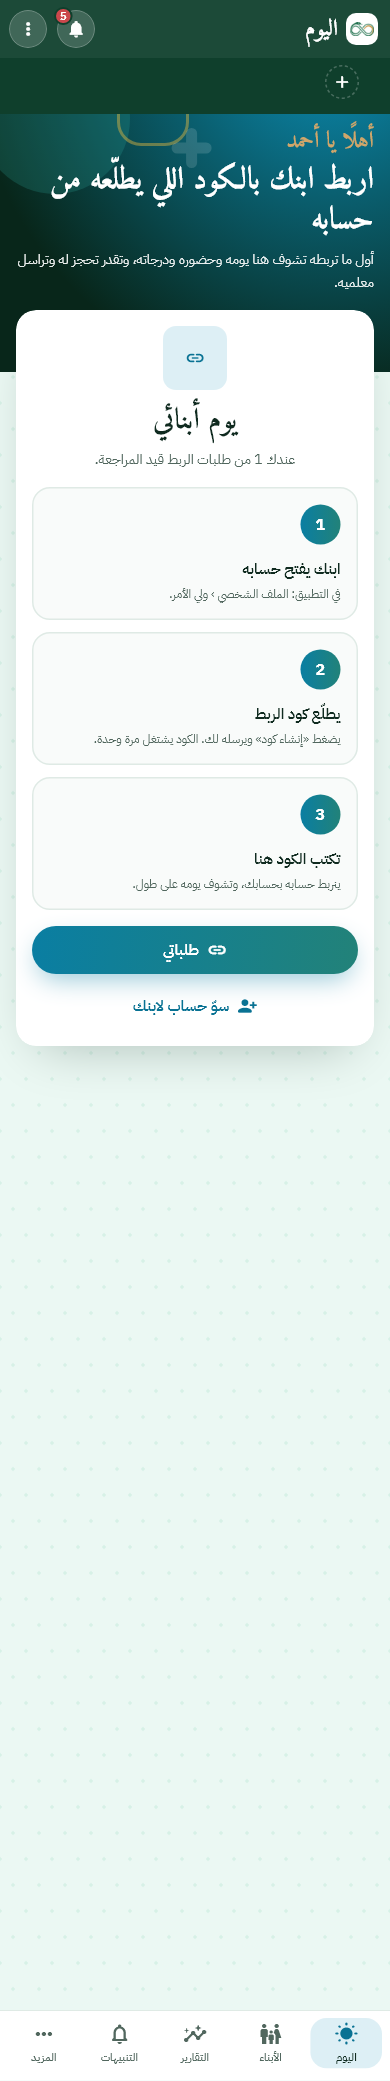 اليوم
5
+
أهلًا يا أحمد
اربط ابنك بالكود اللي يطلّعه من
حسابه
أول ما تربطه تشوف هنا يومه وحضوره ودرجاته، وتقدر تحجز له وتراسل
معلميه.
يوم أبنائي
عندك 1 من طلبات الربط قيد المراجعة.
1
ابنك يفتح حسابه
في التطبيق: الملف الشخصي › ولي الأمر.
2
يطلّع كود الربط
يضغط «إنشاء كود» ويرسله لك. الكود يشتغل مرة وحدة.
3
تكتب الكود هنا
ينربط حسابه بحسابك، وتشوف يومه على طول.
طلباتي
سوّ حساب لابنك
اليوم
الأبناء
التقارير
التنبيهات
المزيد